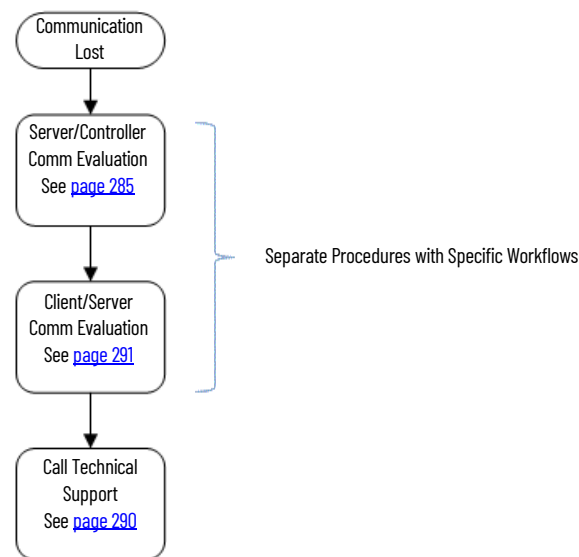 Communication
Lost
Server/Controller
Comm Evaluation
See page 285
Separate Procedures with Specific Workflows
Client/Server
Comm Evaluation
See page 291
Call Technical
Support
See page 290